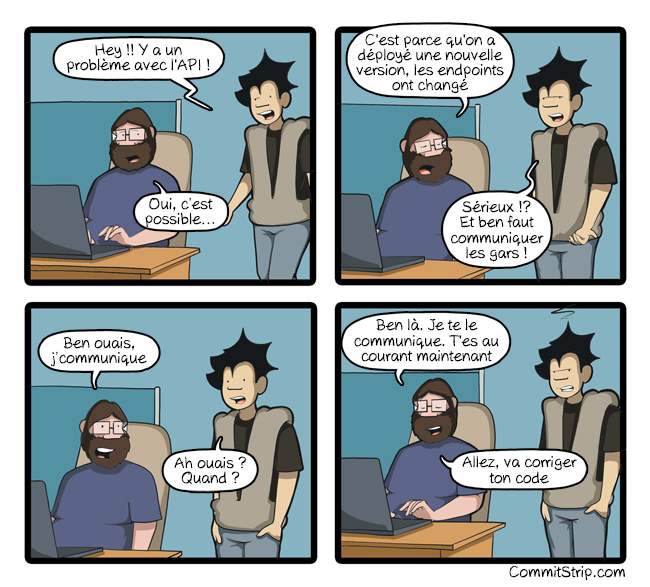 Hey !! Y a un
problème avec l'API !
Oui, c'est
possible...
C'est parce qu'on a
déployé une nouvelle
version, les endpoints
ont changé
Sérieux !?
Et ben faut
communiquer
les gars !
Ben ouais,
j'communique
Ah ouais ?
Quand ?
Ben là. Je te le
communique. T'es au
courant maintenant
Allez, va corriger
ton code
CommitStrip.com